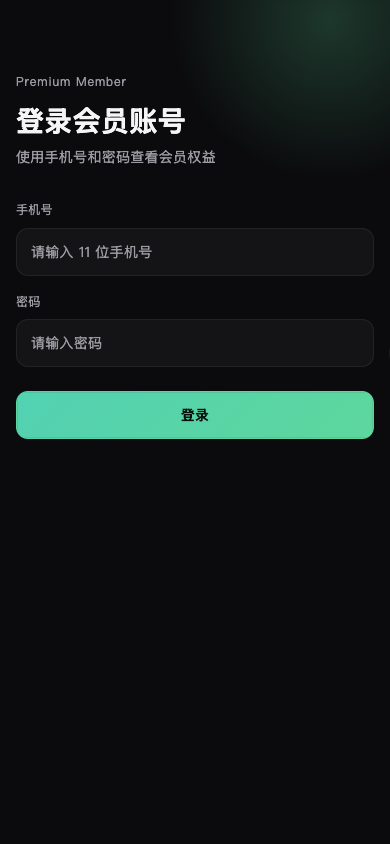 Premium Member
登录会员账号
使用手机号和密码查看会员权益
手机号
请输入 11 位手机号
密码
请输入密码
登录